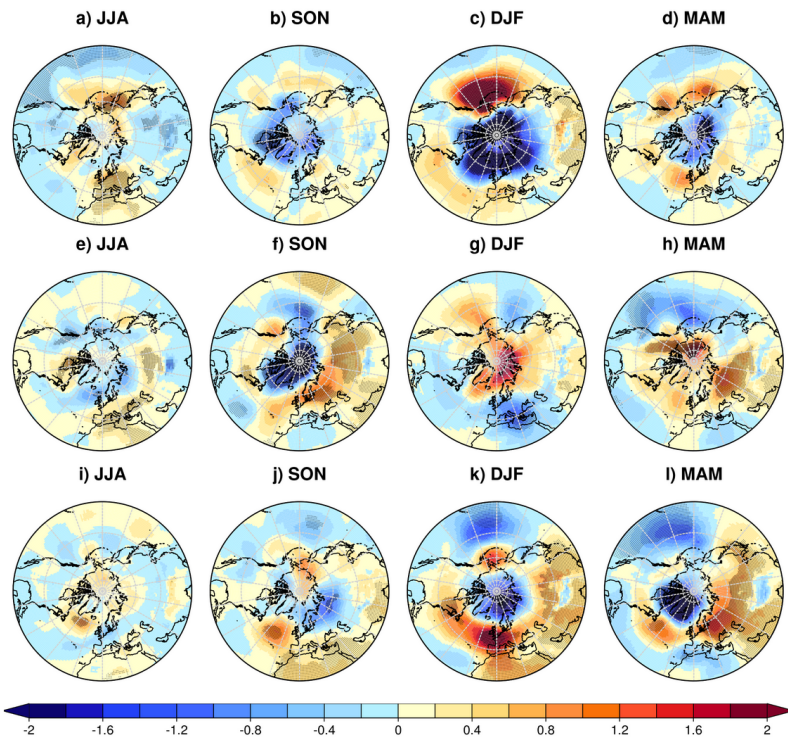 a) JJA b) SON c) DJF d) MAM
e) JJA f) SON g) DJF h) MAM
i) JJA j) SON k) DJF l) MAM
-2 -1.6 -1.2 -0.8 -0.4 0 0.4 0.8 1.2 1.6 2